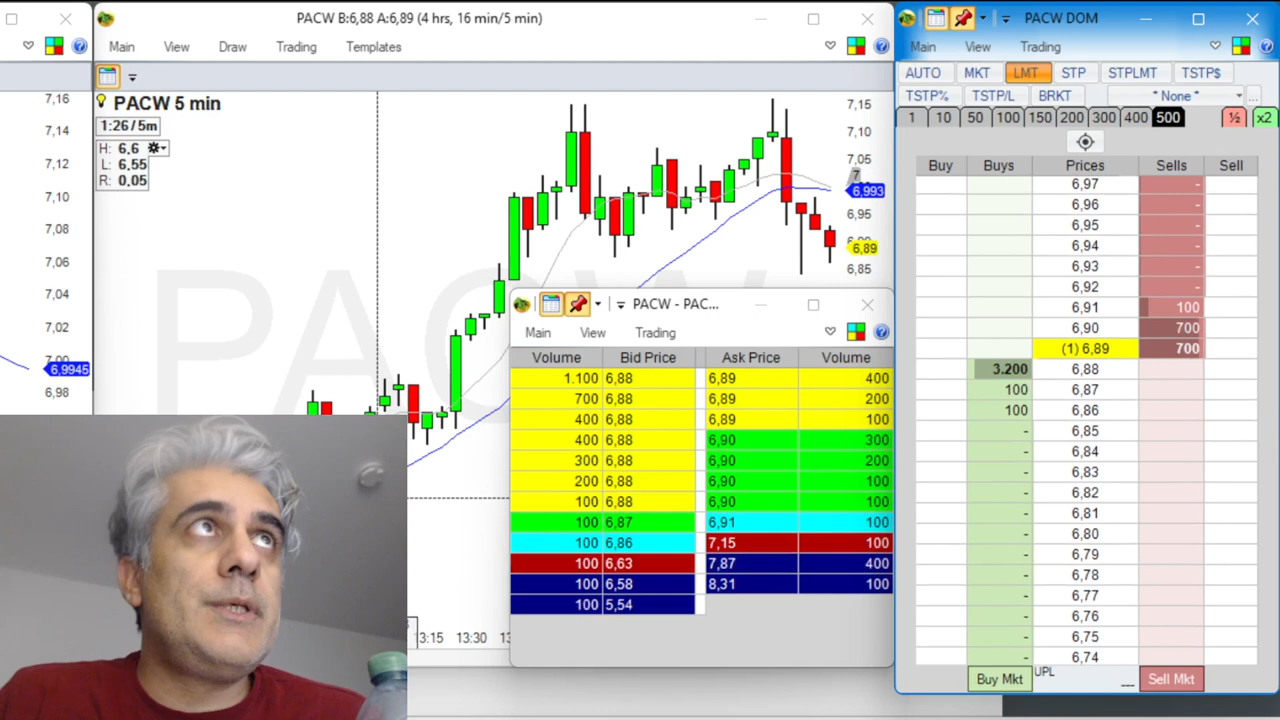 PACW B:6,88 A:6,89 (4 hrs, 16 min/5 min)
Main View Draw Trading Templates
PACW 5 min
1:26 / 5m
H: 6,6
L: 6,55
R: 0,05
7,16
7,14
7,12
7,10
7,08
7,06
7,04
7,02
7,00
6,9945
6,98
PACW
7,15
7,10
7,05
7
6,993
6,95
6,89
6,85
13:15 13:30
PACW - PAC...
Main View Trading
Volume Bid Price Ask Price Volume
1.100 6,88 6,89 400
700 6,88 6,89 200
400 6,88 6,89 100
400 6,88 6,90 300
300 6,88 6,90 200
200 6,88 6,90 100
100 6,88 6,90 100
100 6,87 6,91 100
100 6,86 7,15 100
100 6,63 7,87 400
100 6,58 8,31 100
100 5,54
PACW DOM
Main View Trading
AUTO MKT LMT STP STPLMT TSTP$
TSTP% TSTP/L BRKT * None * ...
1 10 50 100 150 200 300 400 500 ½ x2
Buy Buys Prices Sells Sell
6,97 -
6,96 -
6,95 -
6,94 -
6,93 -
6,92 -
6,91 100
6,90 700
(1) 6,89 700
3.200 6,88
100 6,87
100 6,86
- 6,85
- 6,84
- 6,83
- 6,82
- 6,81
- 6,80
- 6,79
- 6,78
- 6,77
- 6,76
- 6,75
- 6,74
Buy Mkt UPL __ Sell Mkt